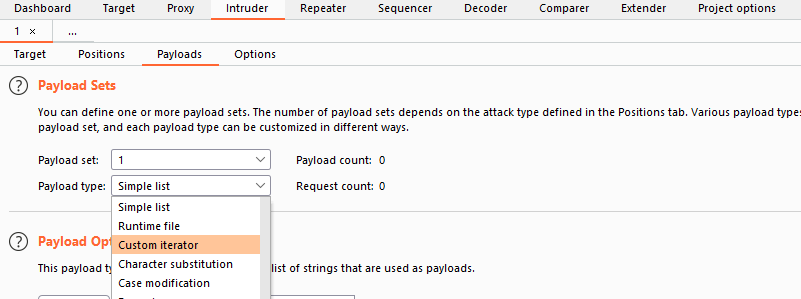 Dashboard Target Proxy Intruder Repeater Sequencer Decoder Comparer Extender Project options
1 × ...
Target Positions Payloads Options
? Payload Sets
You can define one or more payload sets. The number of payload sets depends on the attack type defined in the Positions tab. Various payload types
payload set, and each payload type can be customized in different ways.
Payload set: 1 Payload count: 0
Payload type: Simple list Request count: 0
Simple list
Runtime file
Custom iterator
? Payload Opt
Character substitution
This payload ty list of strings that are used as payloads.
Case modification